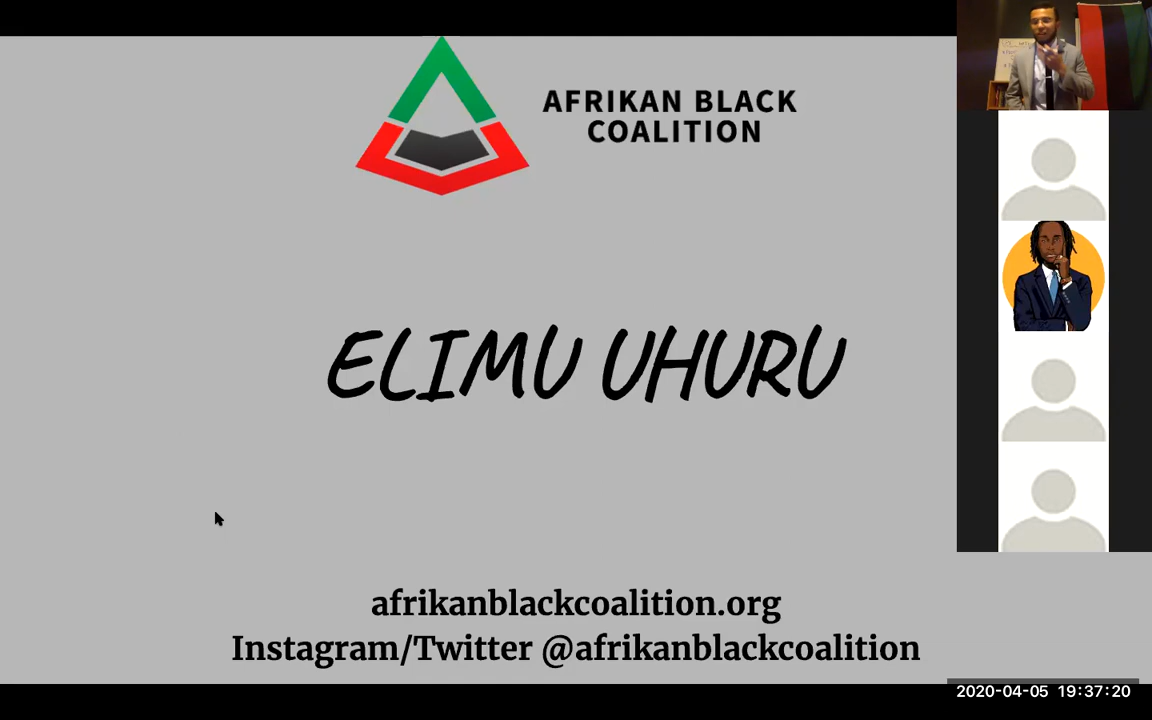 AFRIKAN BLACK
COALITION
ELIMU UHURU
afrikanblackcoalition.org
Instagram/Twitter @afrikanblackcoalition
2020-04-05 19:37:20